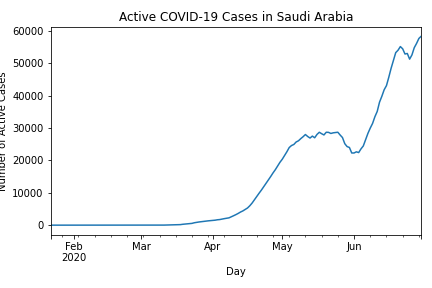 Active COVID-19 Cases in Saudi Arabia
Number of Active Cases
60000
50000
40000
30000
20000
10000
0
Feb Mar Apr May Jun
2020
Day